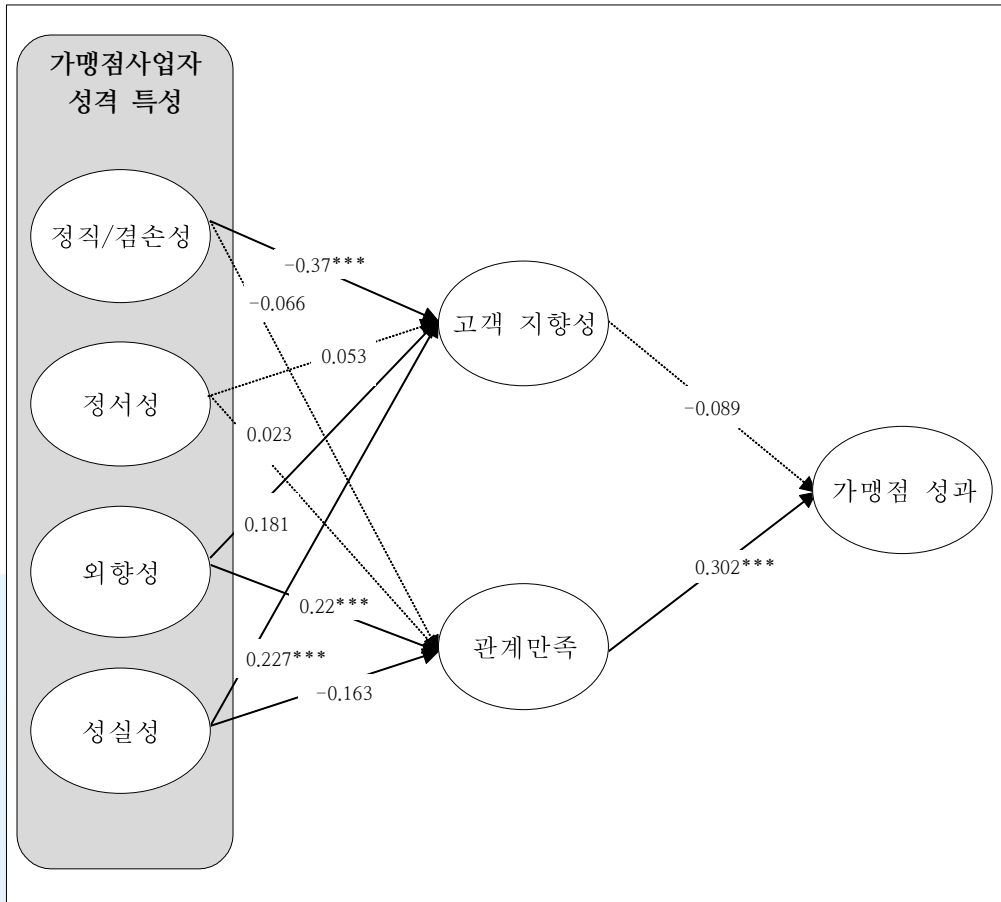 가맹점사업자
성격 특성
정직/겸손성
-0.37***
-0.066
고객 지향성
0.053
정서성
-0.089
0.023
가맹점 성과
0.181
외향성
0.302***
0.22***
관계만족
0.227***
-0.163
성실성